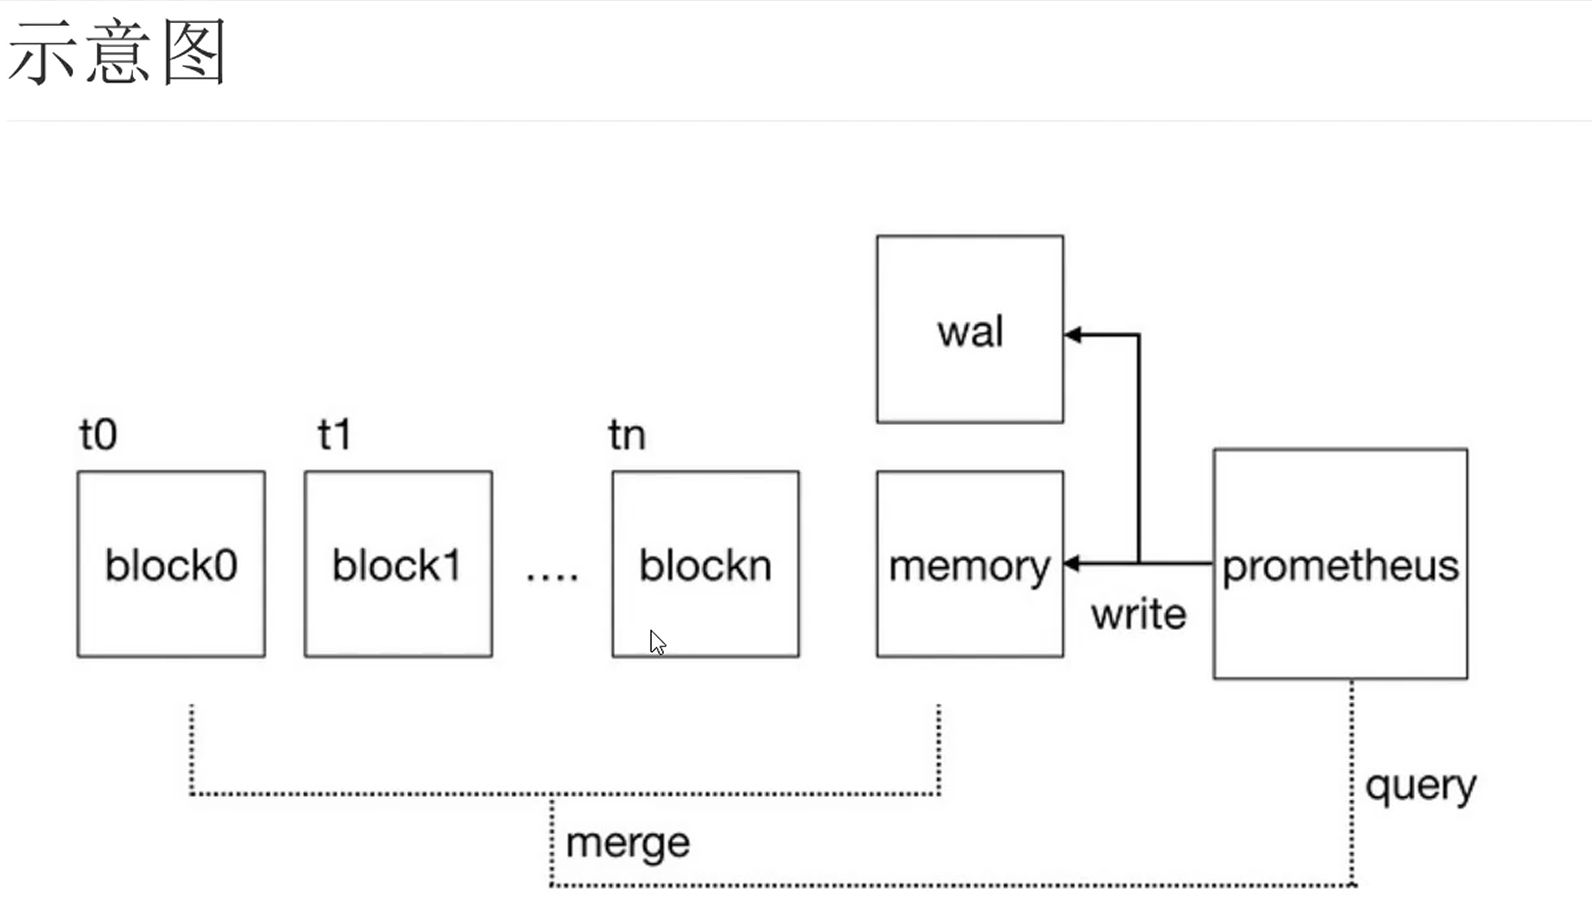 示意图
wal
t0
t1
tn
block0
block1
....
blockn
memory
prometheus
write
query
merge